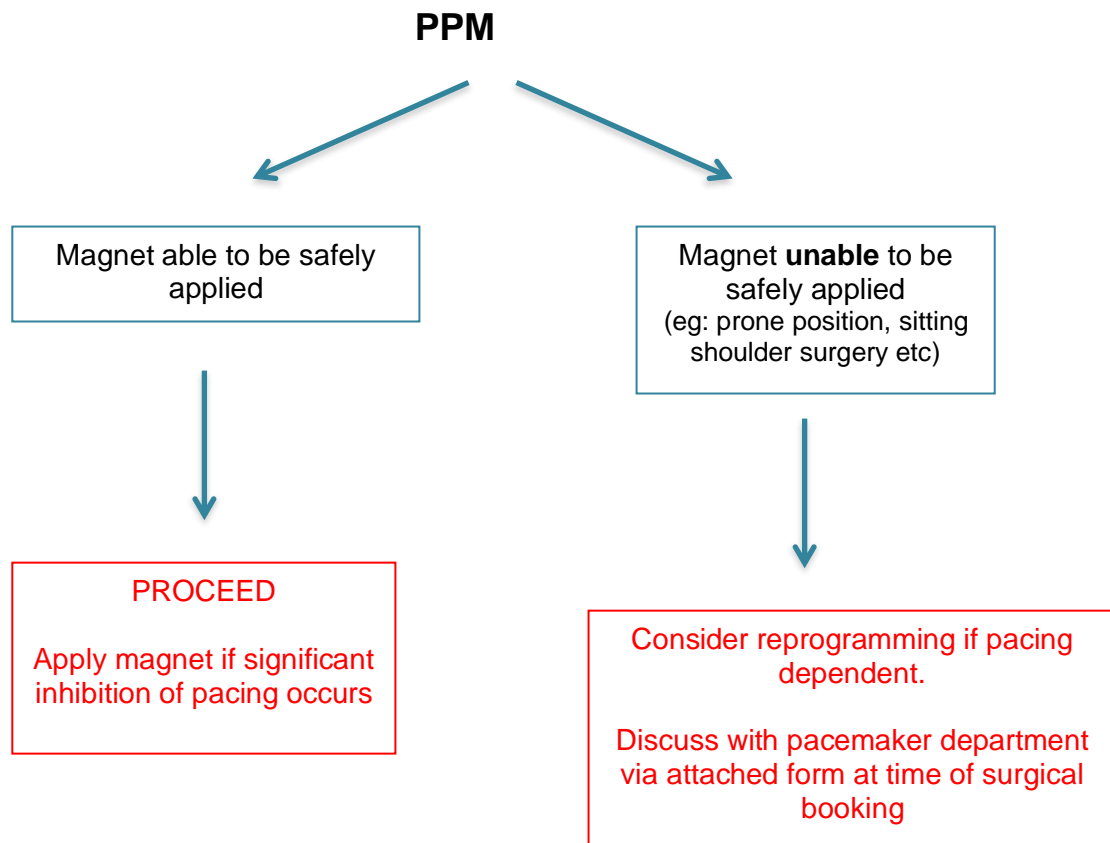 PPM
Magnet able to be safely
applied
Magnet unable to be
safely applied
(eg: prone position, sitting
shoulder surgery etc)
PROCEED
Apply magnet if significant
inhibition of pacing occurs
Consider reprogramming if pacing
dependent.
Discuss with pacemaker department
via attached form at time of surgical
booking